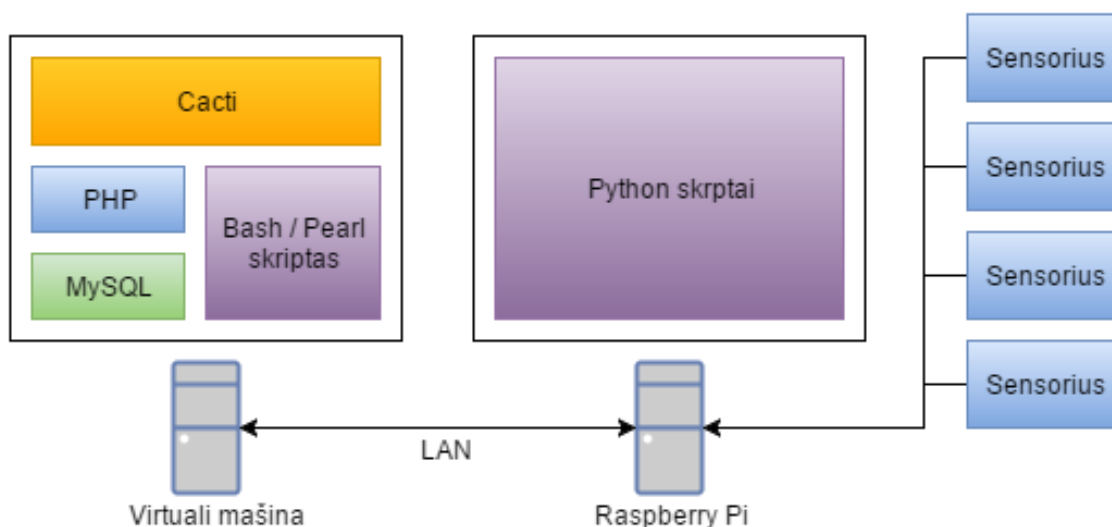 Cacti
PHP
MySQL
Bash / Pearl
skriptas
Python skrptai
Sensorius
Sensorius
Sensorius
Sensorius
LAN
Virtuali mašina
Raspberry Pi